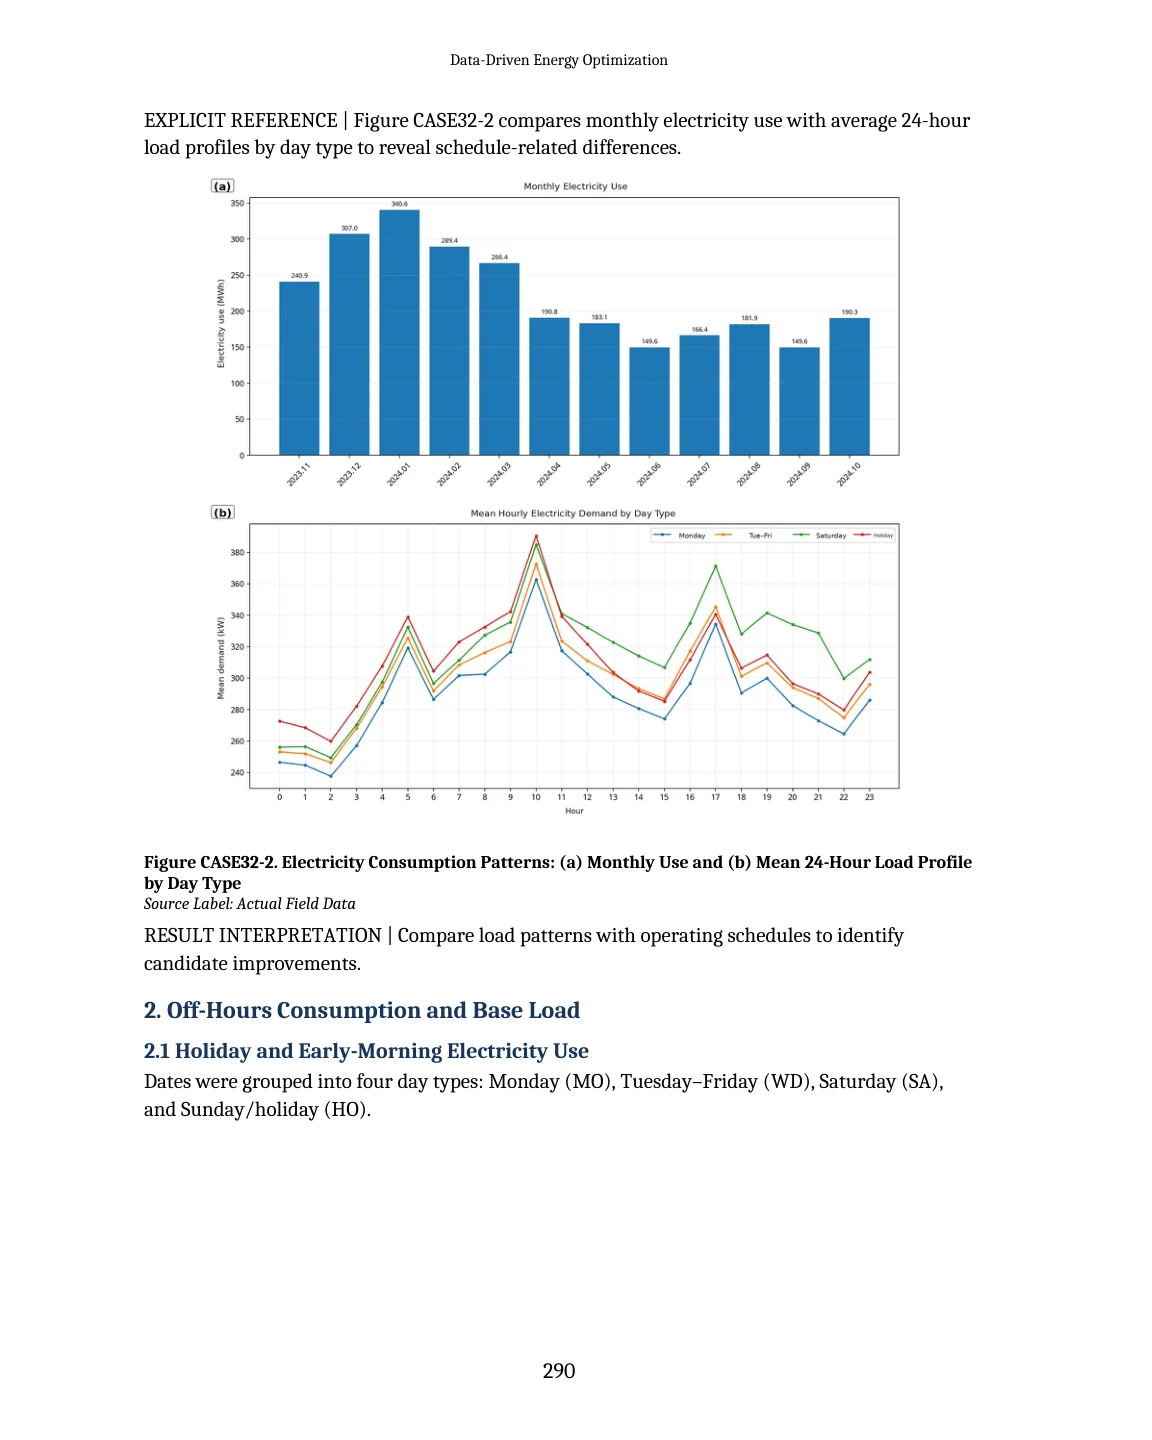 Data-Driven Energy Optimization
EXPLICIT REFERENCE | Figure CASE32-2 compares monthly electricity use with average 24-hour
load profiles by day type to reveal schedule-related differences.
(a)
Monthly Electricity Use
Electricity use (MWh)
350
300
250
200
150
100
50
0
240.9
307.0
340.6
289.4
266.4
190.8
183.1
149.6
166.4
181.9
149.6
190.3
2023.11
2023.12
2024.01
2024.02
2024.03
2024.04
2024.05
2024.06
2024.07
2024.08
2024.09
2024.10
(b)
Mean Hourly Electricity Demand by Day Type
Monday Tue–Fri Saturday Holiday
Mean demand (kW)
380
360
340
320
300
280
260
240
0 1 2 3 4 5 6 7 8 9 10 11 12 13 14 15 16 17 18 19 20 21 22 23
Hour
Figure CASE32-2. Electricity Consumption Patterns: (a) Monthly Use and (b) Mean 24-Hour Load Profile
by Day Type
Source Label: Actual Field Data
RESULT INTERPRETATION | Compare load patterns with operating schedules to identify
candidate improvements.
2. Off-Hours Consumption and Base Load
2.1 Holiday and Early-Morning Electricity Use
Dates were grouped into four day types: Monday (MO), Tuesday–Friday (WD), Saturday (SA),
and Sunday/holiday (HO).
290